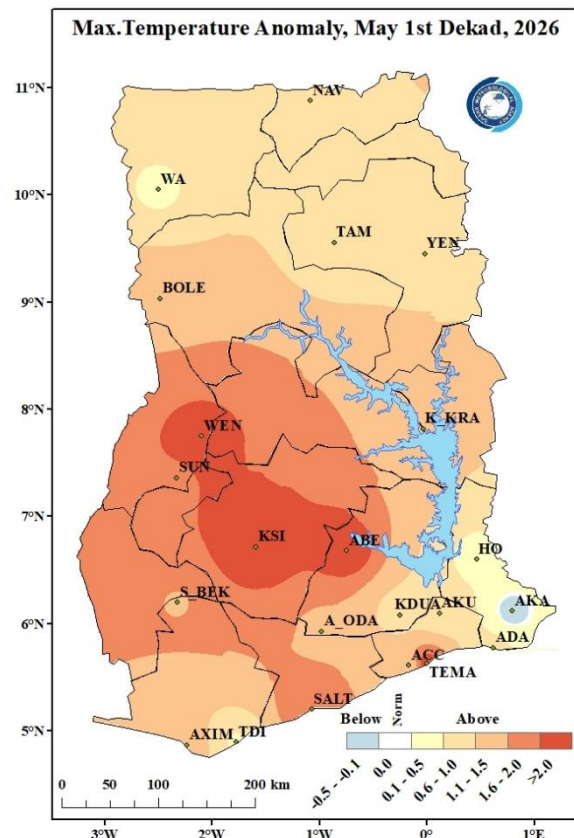 Max.Temperature Anomaly, May 1st Dekad, 2026
11°N
NAV
10°N
WA
TAM
YEN
9°N
BOLE
8°N
K_KRA
WEN
SUN
7°N
KSI
ABE
HO
S_BEK
KDUA
AKU
AKA
6°N
A_ODA
ADA
ACC
TEMA
SALT
5°N
AXIM
TDI
Below
Norm
Above
-0.5 - -0.1
0.0
0.1 - 0.5
0.6 - 1.0
1.1 - 1.5
1.6 - 2.0
>2.0
0 100 200 km
3°W 2°W 1°W 0° 1°E